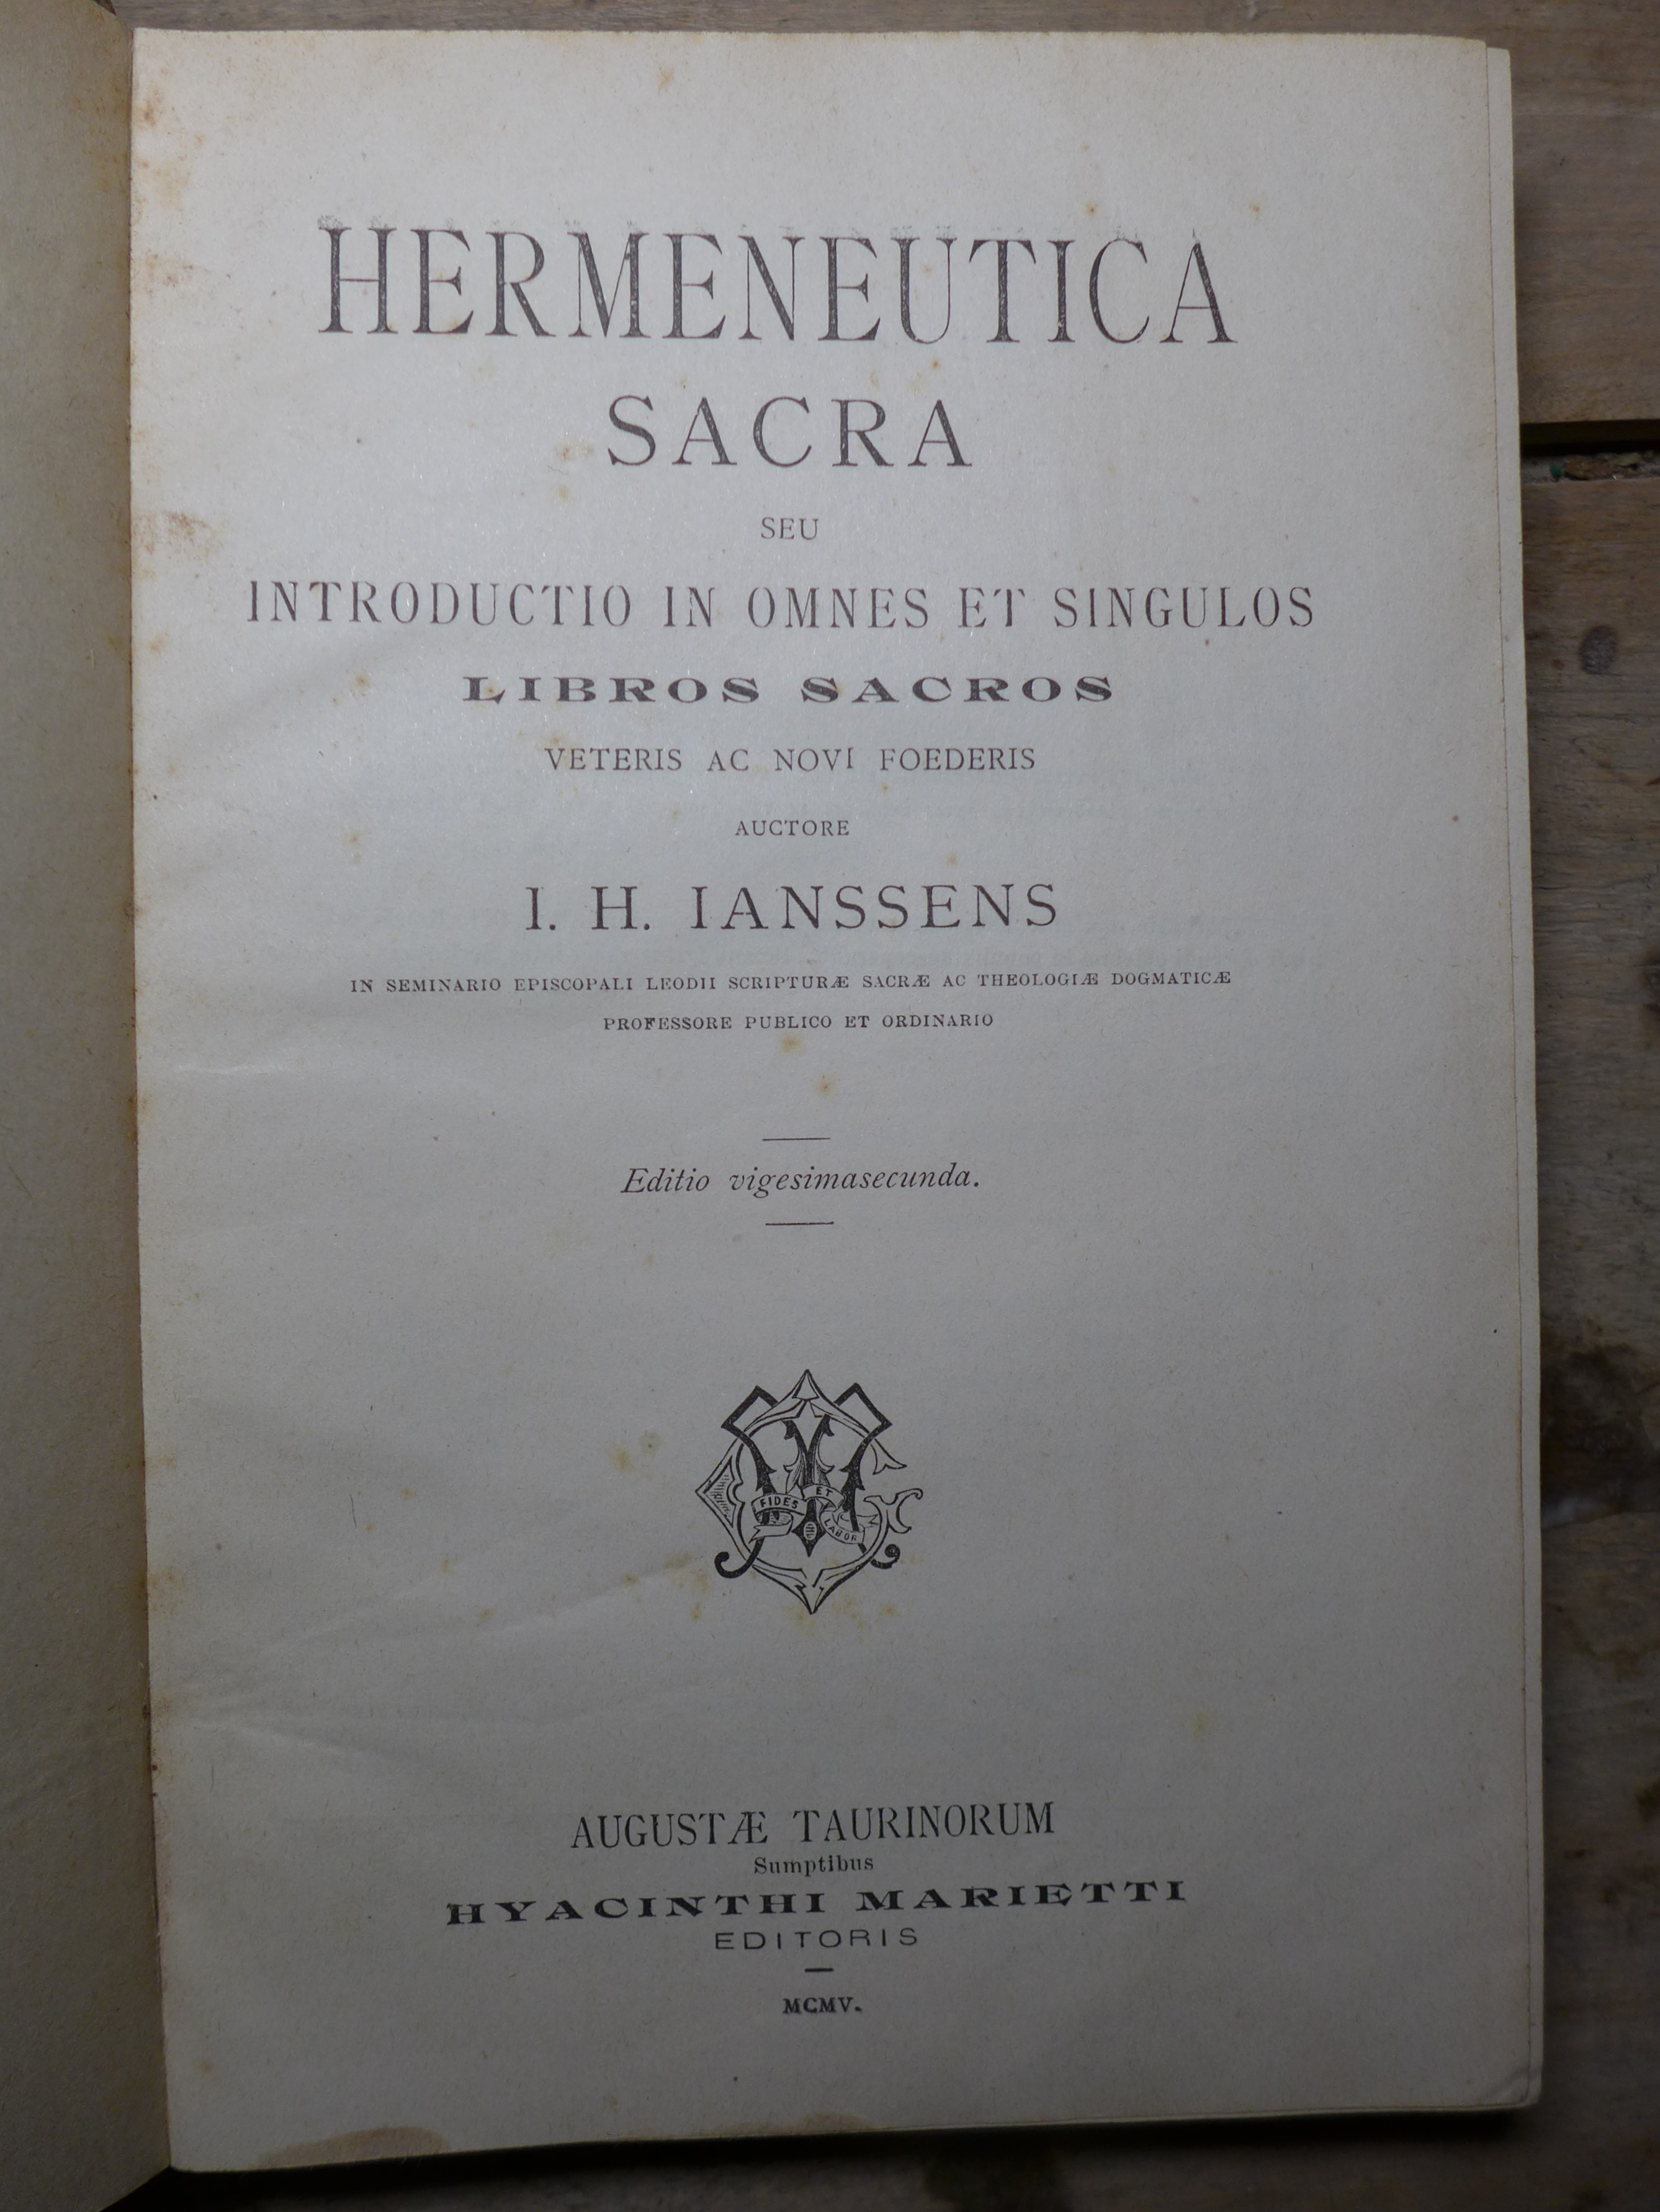 HERMENEUTICA
SACRA
SEU
INTRODUCTIO IN OMNES ET SINGULOS
LIBROS SACROS
VETERIS AC NOVI FOEDERIS
AUCTORE
I. H. IANSSENS
IN SEMINARIO EPISCOPALI LEODII SCRIPTURÆ SACRÆ AC THEOLOGIÆ DOGMATICÆ
PROFESSORE PUBLICO ET ORDINARIO
Editio vigesimasecunda.
FIDES ET LABOR
AUGUSTÆ TAURINORUM
Sumptibus
HYACINTHI MARIETTI
EDITORIS
MCMV.